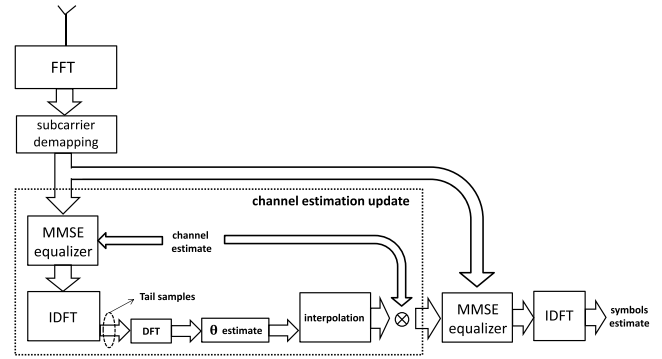 FFT
subcarrier
demapping
channel estimation update
MMSE
equalizer
channel
estimate
IDFT
Tail samples
DFT
θ estimate
interpolation
MMSE
equalizer
IDFT
symbols
estimate